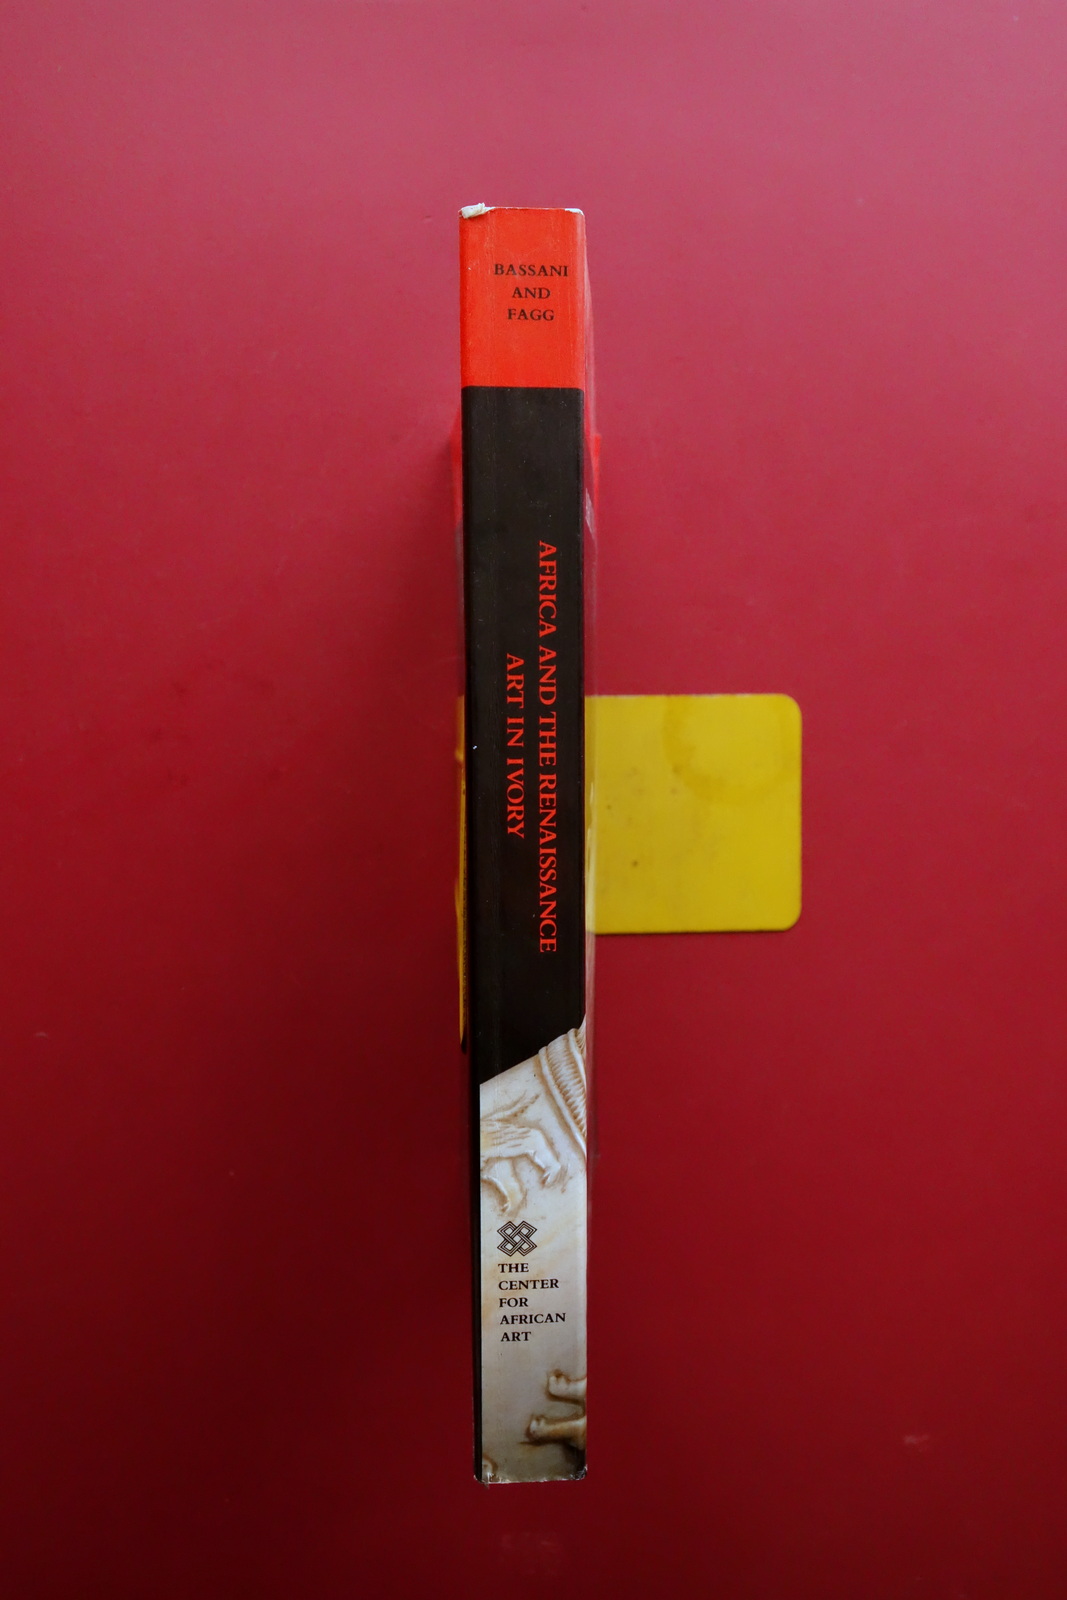 BASSANI
AND
FAGG
AFRICA AND THE RENAISSANCE
ART IN IVORY
THE
CENTER
FOR
AFRICAN
ART